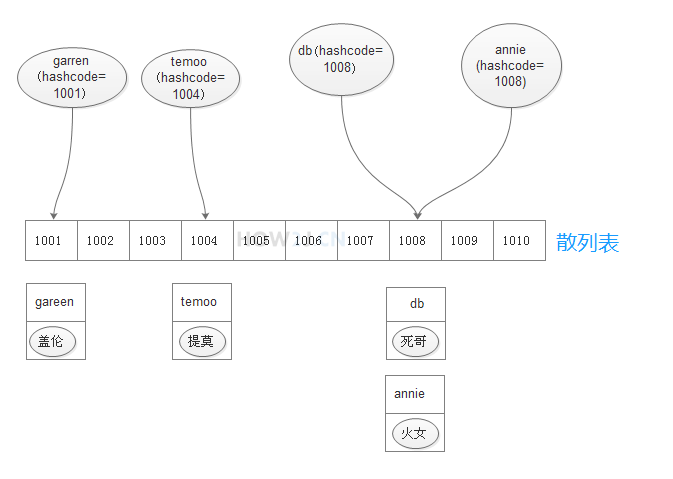 garren
(hashcode=
1001)
temoo
(hashcode=
1004)
db(hashcode=
1008)
annie
(hashcode=
1008)
1001 1002 1003 1004 1005 1006 1007 1008 1009 1010
散列表
gareen
盖伦
temoo
提莫
db
死哥
annie
火女